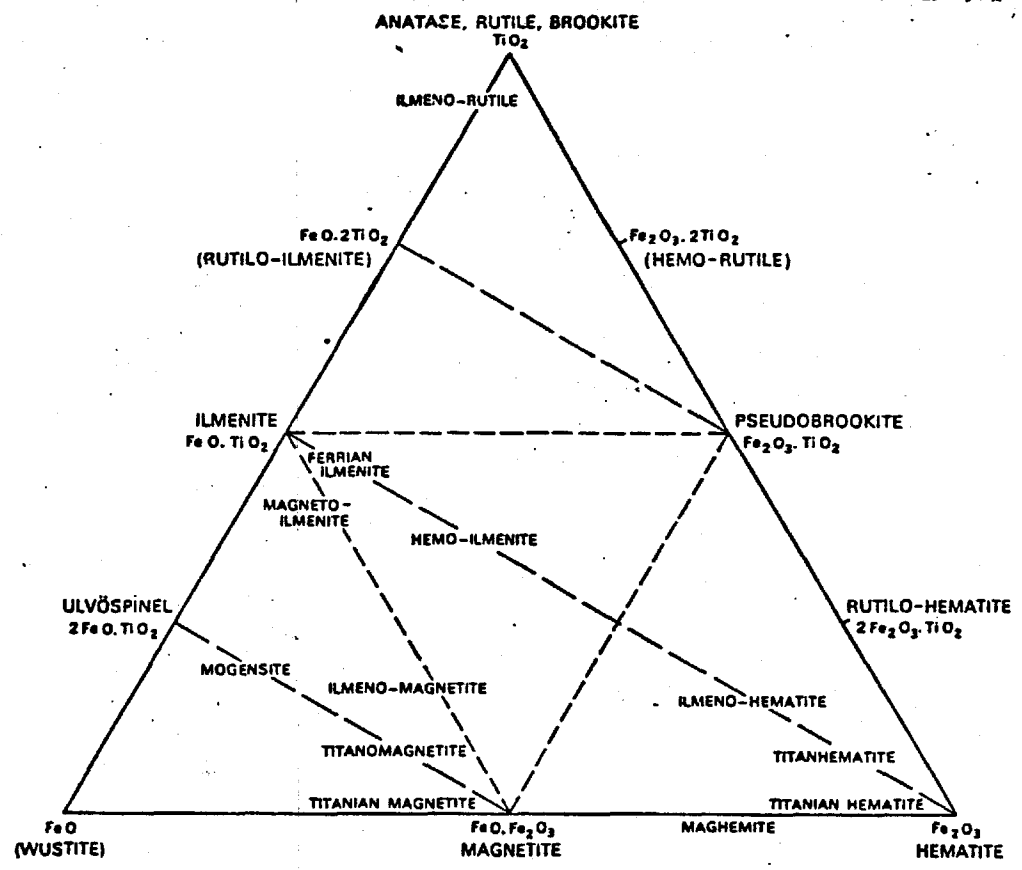 ANATASE, RUTILE, BROOKITE
TiO2
ILMENO-RUTILE
FeO.2TiO2
(RUTILO-ILMENITE)
Fe2O3.2TiO2
(HEMO-RUTILE)
ILMENITE
FeO.TiO2
PSEUDOBROOKITE
Fe2O3.TiO2
FERRIAN
ILMENITE
MAGNETO-
ILMENITE
HEMO-ILMENITE
ULVÖSPINEL
2FeO.TiO2
RUTILO-HEMATITE
2Fe2O3.TiO2
MOGENSITE
ILMENO-MAGNETITE
ILMENO-HEMATITE
TITANOMAGNETITE
TITANHEMATITE
TITANIAN MAGNETITE
TITANIAN HEMATITE
FeO
(WUSTITE)
FeO.Fe2O3
MAGNETITE
MAGHEMITE
Fe2O3
HEMATITE